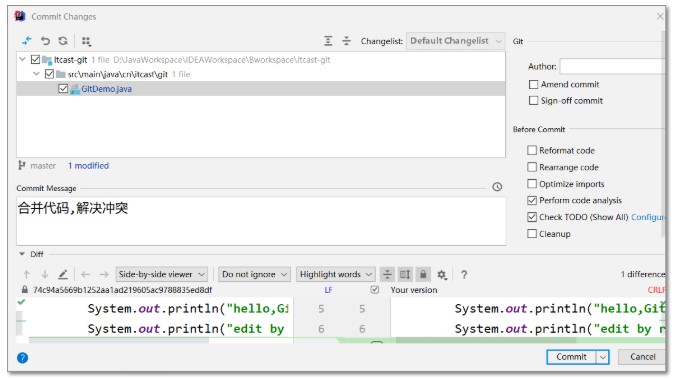 Commit Changes
Changelist: Default Changelist
Git
itcast-git 1 file D:\JavaWorkspace\IDEAWorkspace\Bworkspace\itcast-git
src\main\java\cn\itcast\git 1 file
GitDemo.java
Author:
Amend commit
Sign-off commit
Before Commit
Reformat code
Rearrange code
Optimize imports
Perform code analysis
Check TODO (Show All) Configure
Cleanup
master 1 modified
Commit Message
合并代码,解决冲突
Diff
Side-by-side viewer Do not ignore Highlight words ? 1 difference
74c94a5669b1252aa1ad219605ac9788835ed8df LF Your version CRLF
System.out.println("hello,Gi 5 5 System.out.println("hello,Git
System.out.println("edit by 6 6 System.out.println("edit by r
? Commit Cancel